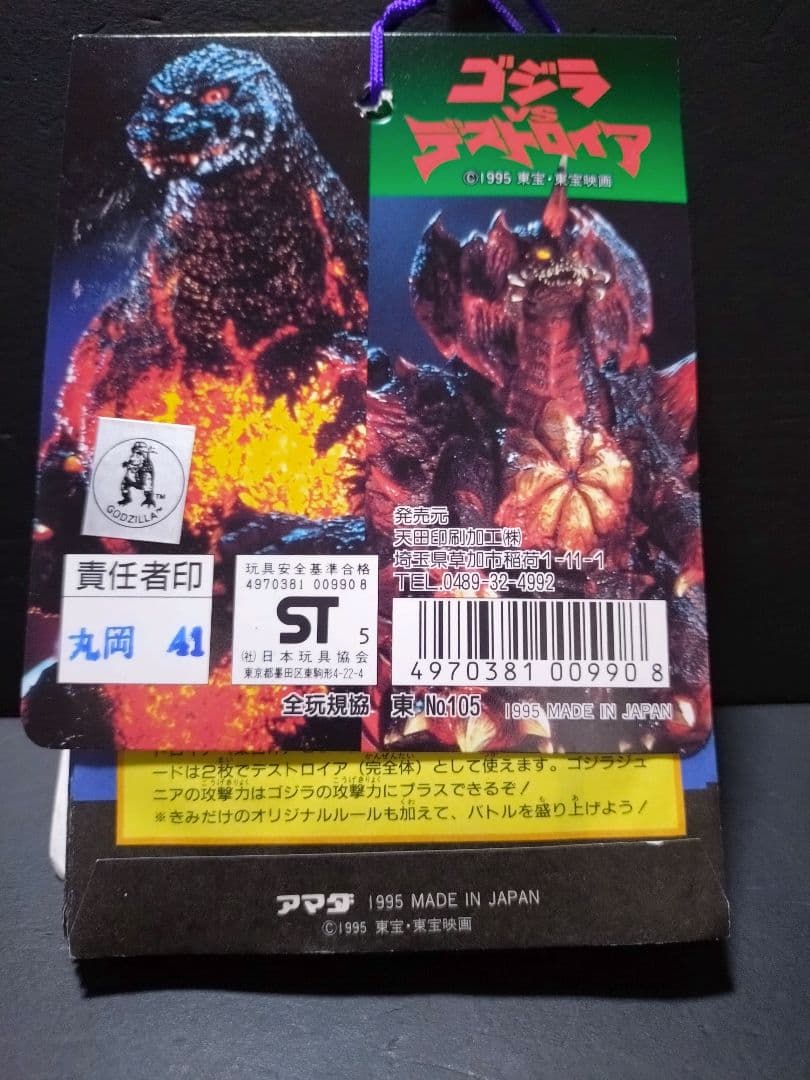 ゴジラ
VS
デストロイア
©1995 東宝・東宝映画
GODZILLA™
TM
責任者印
丸岡 41
玩具安全基準合格
4970381 00990 8
ST 5
(社)日本玩具協会
東京都墨田区東駒形4-22-4
全玩規協 東・No105
発売元
天田印刷加工(株)
埼玉県草加市稲荷1-11-1
TEL.0489-32-4992
4970381 009908
1995 MADE IN JAPAN
ードは2枚でデストロイア(完全体)として使えます。ゴジラジュ
ニアの攻撃力はゴジラの攻撃力にプラスできるぞ!
※きみだけのオリジナルルールも加えて、バトルを盛り上げよう!
アマダ 1995 MADE IN JAPAN
©1995 東宝・東宝映画